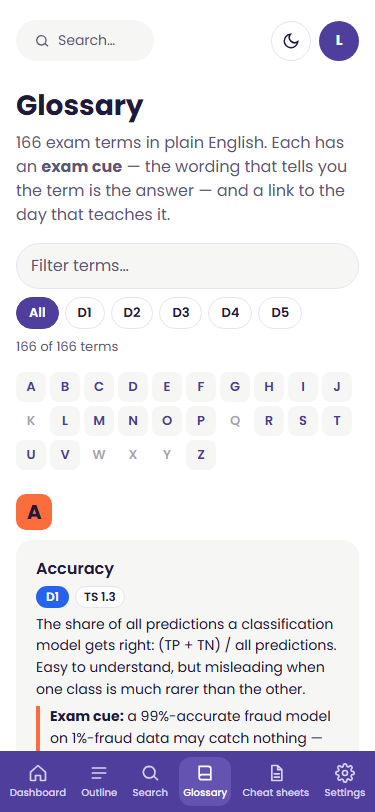 Search...
L
Glossary
166 exam terms in plain English. Each has
an exam cue — the wording that tells you
the term is the answer — and a link to the
day that teaches it.
Filter terms...
All D1 D2 D3 D4 D5
166 of 166 terms
A B C D E F G H I J
K L M N O P Q R S T
U V W X Y Z
A
Accuracy
D1 TS 1.3
The share of all predictions a classification
model gets right: (TP + TN) / all predictions.
Easy to understand, but misleading when
one class is much rarer than the other.
Exam cue: a 99%-accurate fraud model
on 1%-fraud data may catch nothing —
Dashboard Outline Search Glossary Cheat sheets Settings